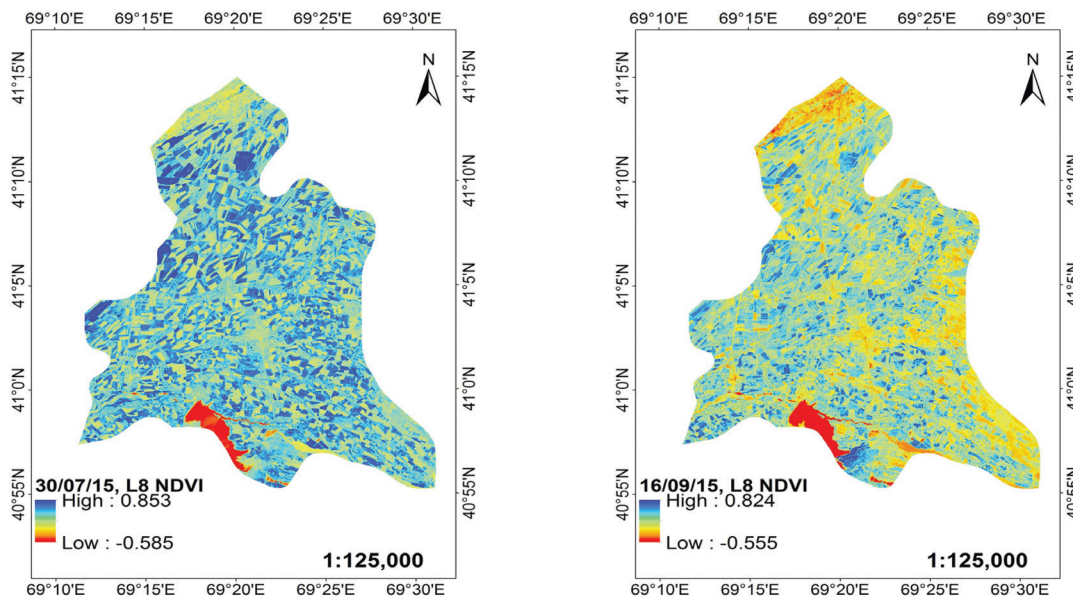 69°10'E 69°15'E 69°20'E 69°25'E 69°30'E
41°15'N 41°15'N
N
41°10'N 41°10'N
41°5'N 41°5'N
41°0'N 41°0'N
40°55'N 40°55'N
30/07/15, L8 NDVI
High : 0.853
Low : -0.585
1:125,000
69°10'E 69°15'E 69°20'E 69°25'E 69°30'E
69°10'E 69°15'E 69°20'E 69°25'E 69°30'E
41°15'N 41°15'N
N
41°10'N 41°10'N
41°5'N 41°5'N
41°0'N 41°0'N
40°55'N 40°55'N
16/09/15, L8 NDVI
High : 0.824
Low : -0.555
1:125,000
69°10'E 69°15'E 69°20'E 69°25'E 69°30'E